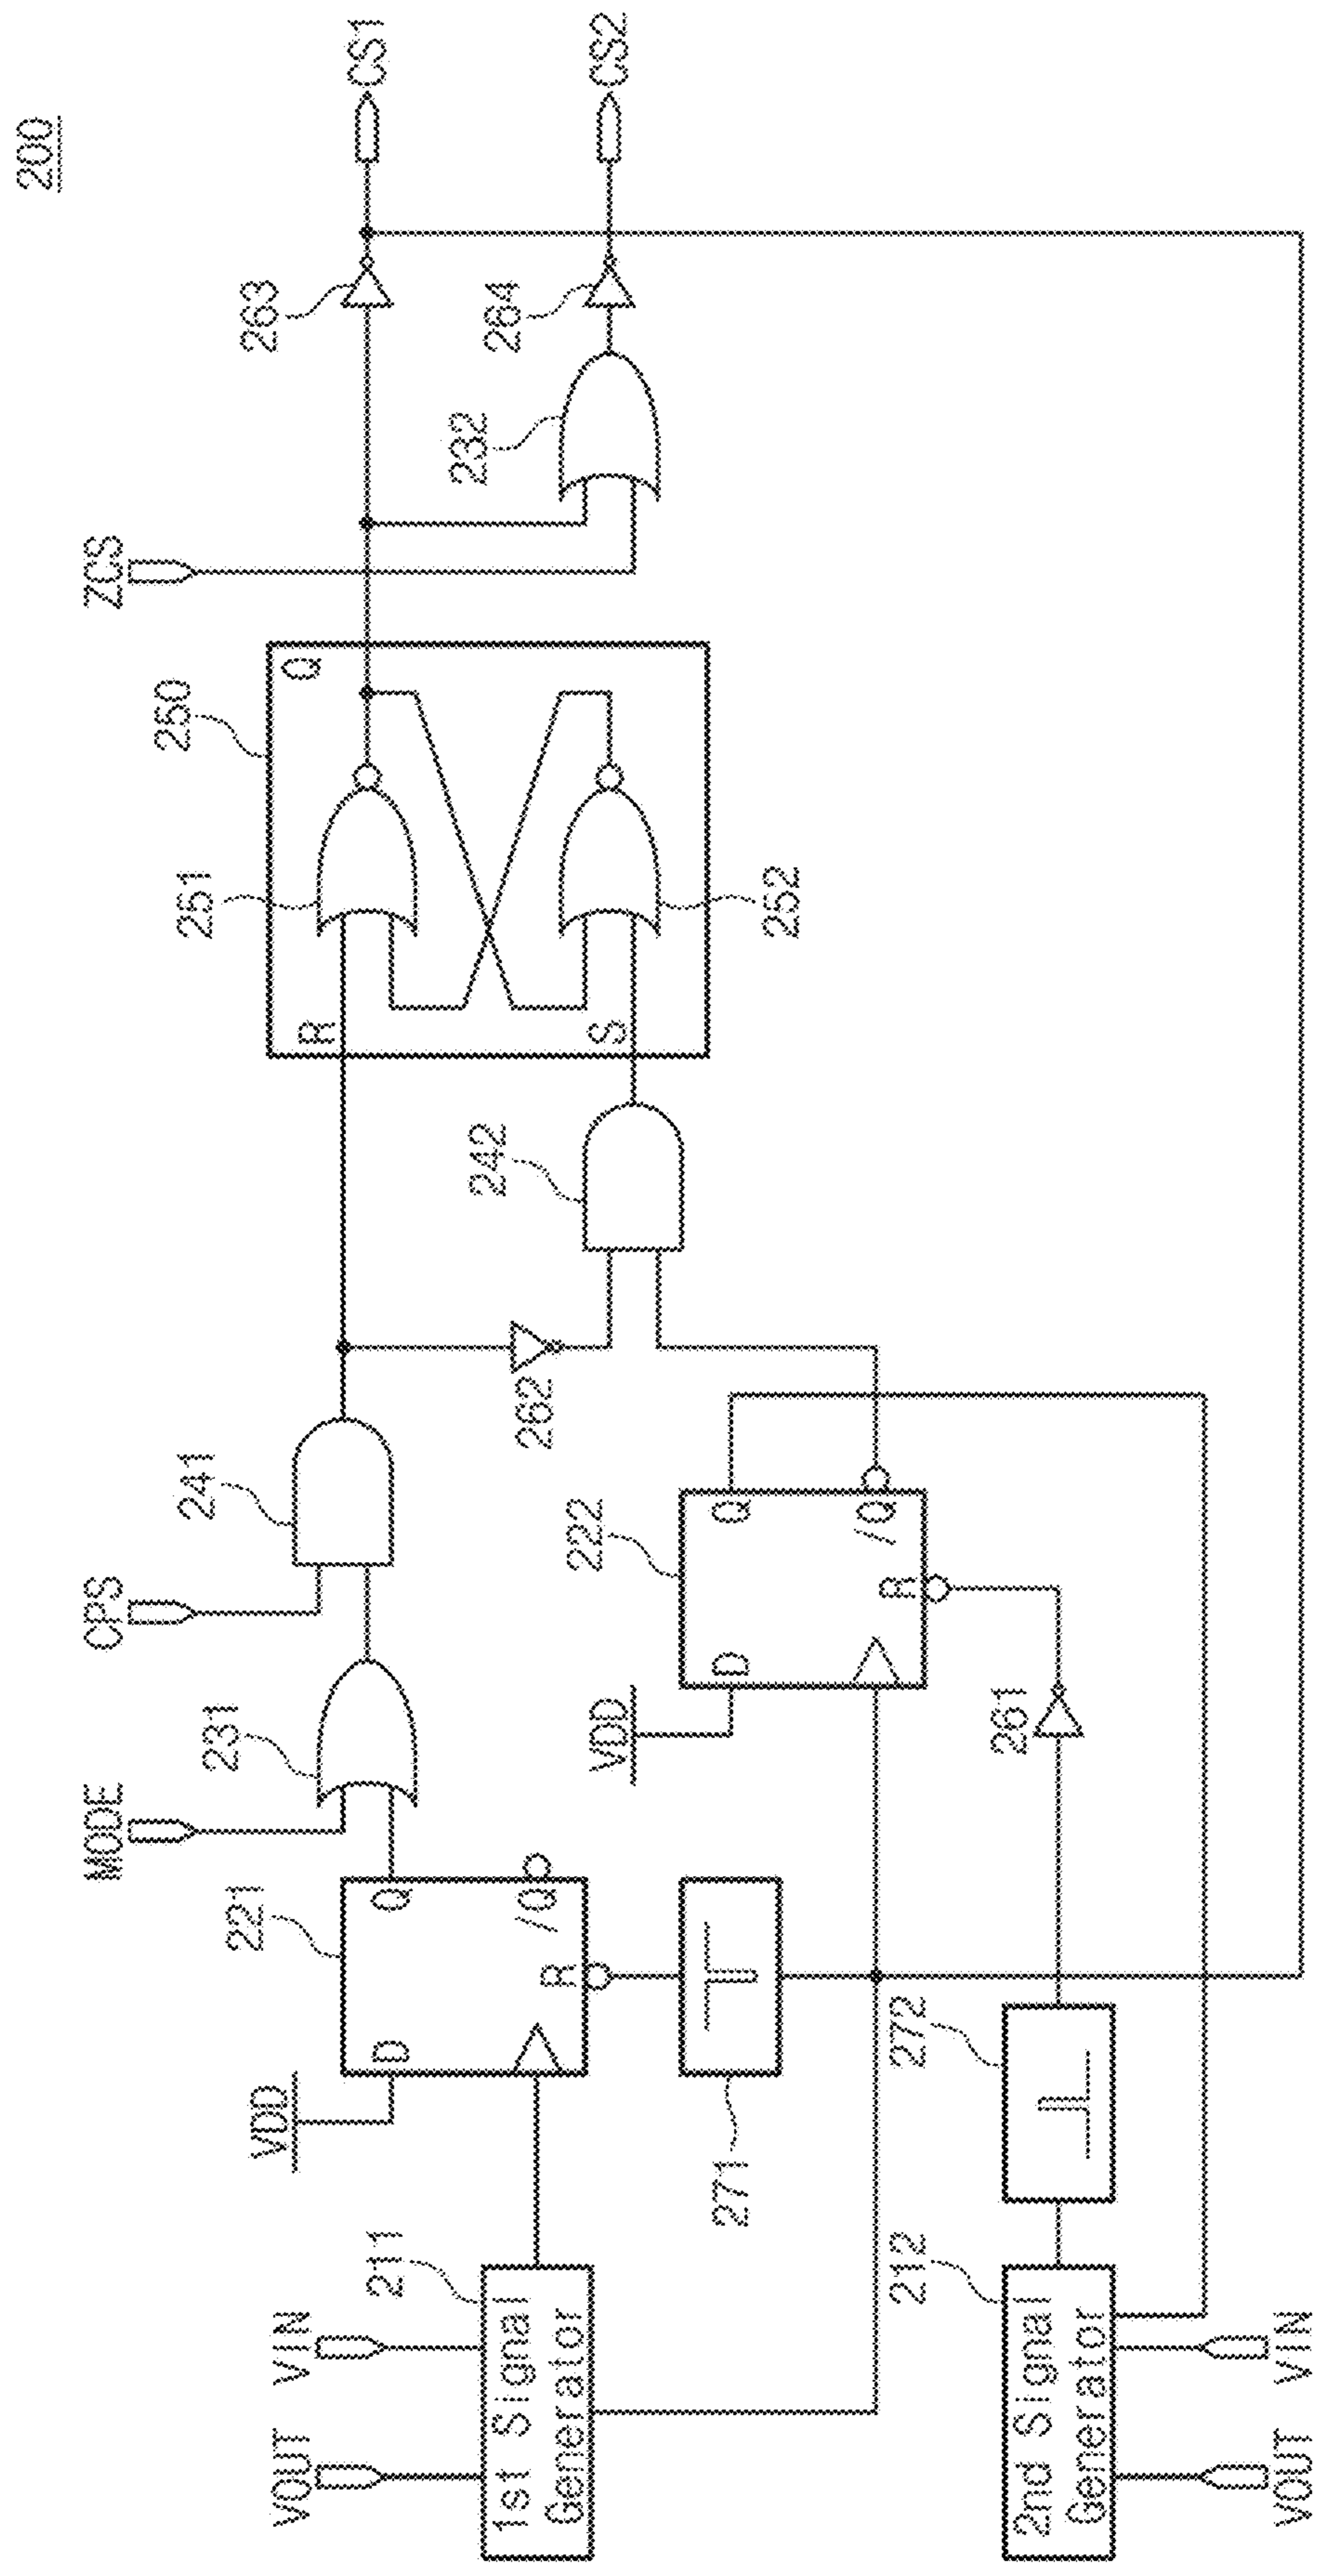 200
VOUT
VIN
211
1st Signal
Generator
VDD
D
221
Q
/Q
R
271
MODE
231
CPS
241
262
242
250
R
S
Q
251
252
ZCS
232
263
264
CS1
CS2
VDD
D
222
Q
/Q
R
261
272
212
2nd Signal
Generator
VOUT
VIN